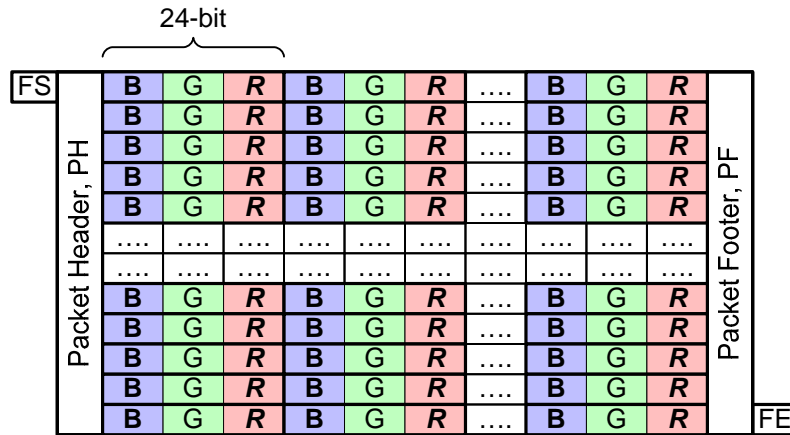 24-bit
FS B G R B G R .... B G R
B G R B G R .... B G R
B G R B G R .... B G R
B G R B G R .... B G R
B G R B G R .... B G R
.... .... .... .... .... .... .... .... .... ....
.... .... .... .... .... .... .... .... .... ....
B G R B G R .... B G R
B G R B G R .... B G R
B G R B G R .... B G R
B G R B G R .... B G R
B G R B G R .... B G R FE
Packet Header, PH
Packet Footer, PF